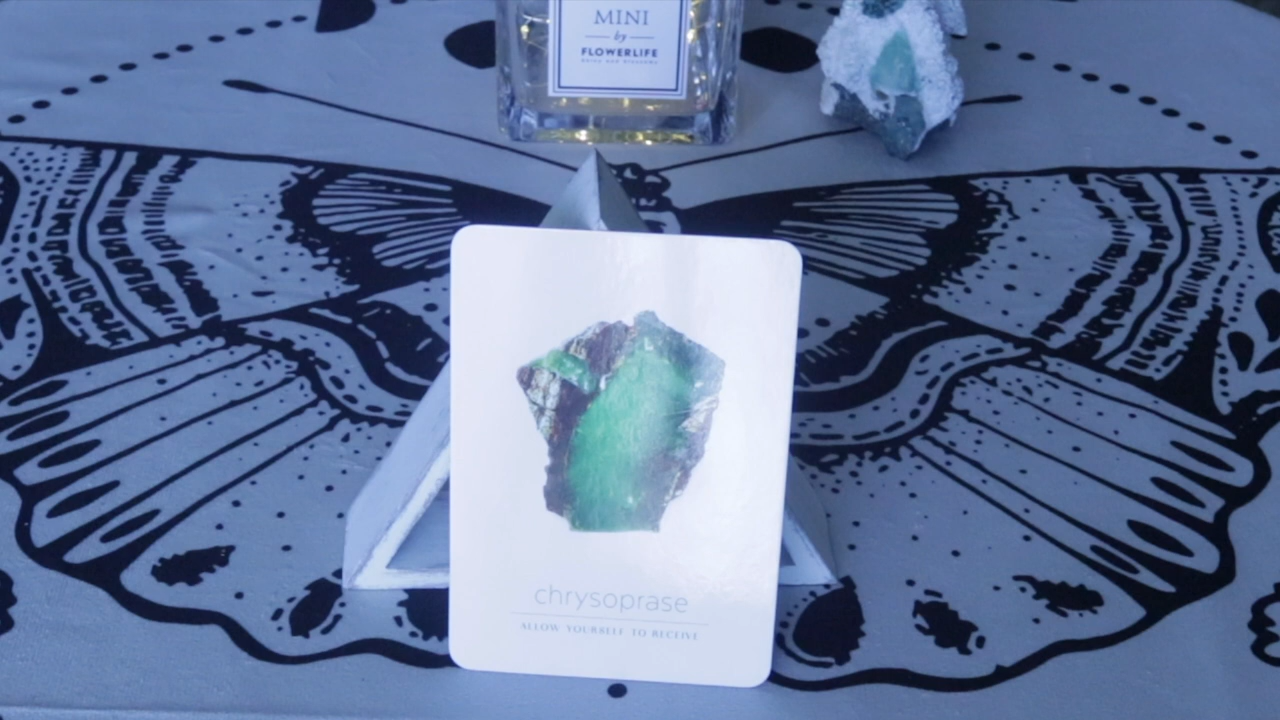 MINI
by
FLOWERLIFE
chrysoprase
ALLOW YOURSELF TO RECEIVE